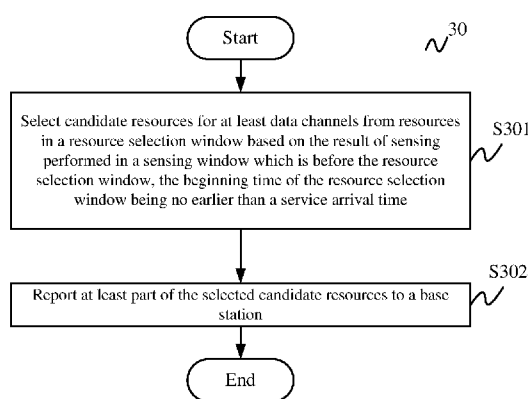 Start
30
Select candidate resources for at least data channels from resources
in a resource selection window based on the result of sensing
performed in a sensing window which is before the resource
selection window, the beginning time of the resource selection
window being no earlier than a service arrival time
S301
S302
Report at least part of the selected candidate resources to a base
station
End